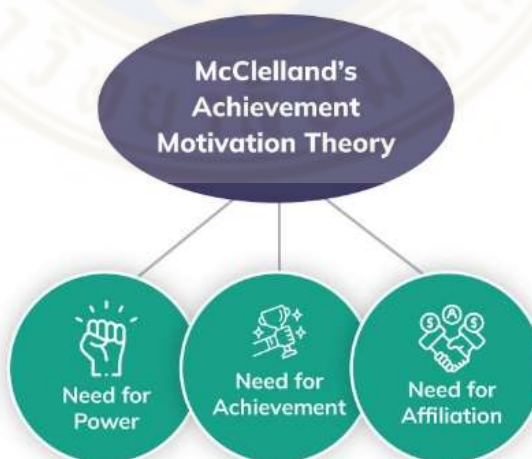 McClelland's
Achievement
Motivation Theory
Need for
Power
Need for
Achievement
Need for
Affiliation
$ A $